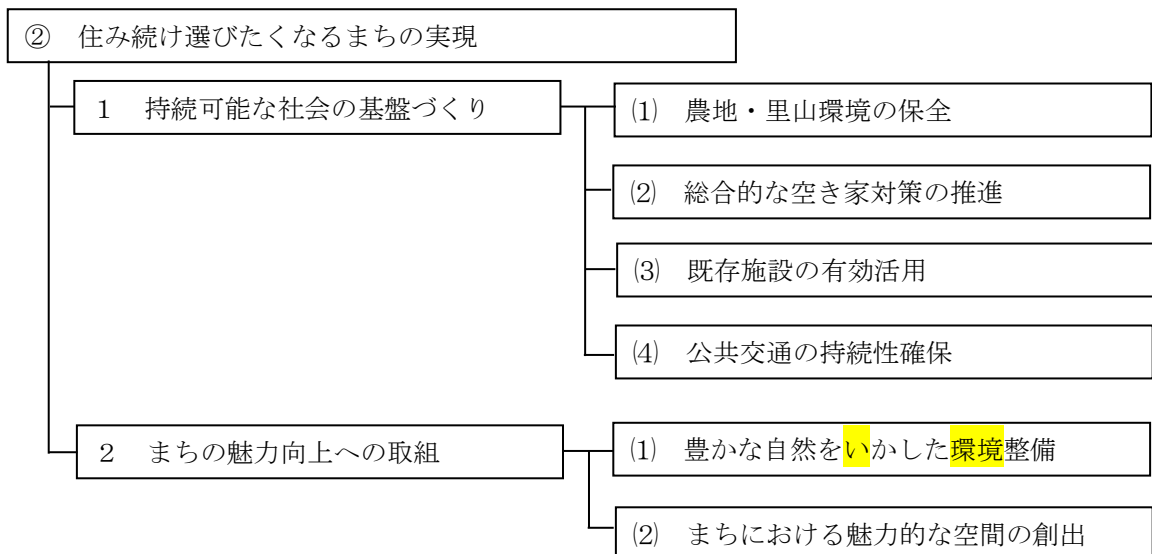 ② 住み続け選びたくなるまちの実現
1 持続可能な社会の基盤づくり
⑴ 農地・里山環境の保全
⑵ 総合的な空き家対策の推進
⑶ 既存施設の有効活用
⑷ 公共交通の持続性確保
2 まちの魅力向上への取組
⑴ 豊かな自然をいかした環境整備
⑵ まちにおける魅力的な空間の創出